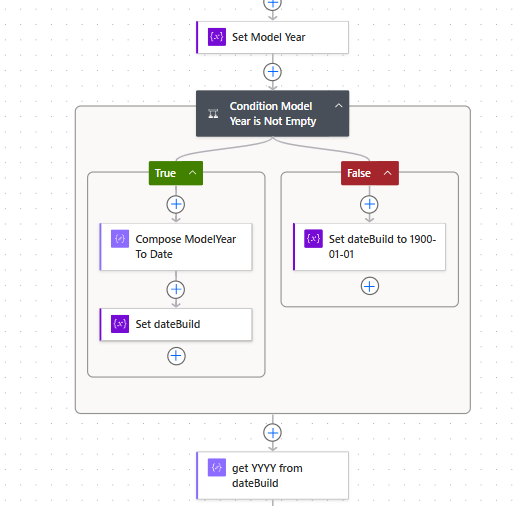 Set Model Year
Condition Model
Year is Not Empty
True
False
Compose ModelYear
To Date
Set dateBuild to 1900-
01-01
Set dateBuild
get YYYY from
dateBuild